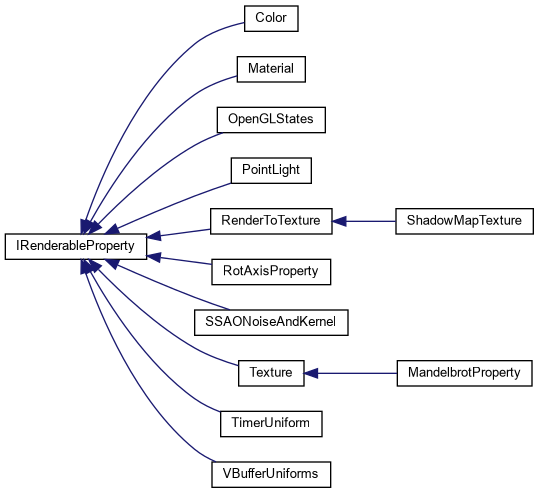 Color
Material
OpenGLStates
PointLight
RenderToTexture
ShadowMapTexture
IRenderableProperty
RotAxisProperty
SSAONoiseAndKernel
Texture
MandelbrotProperty
TimerUniform
VBufferUniforms